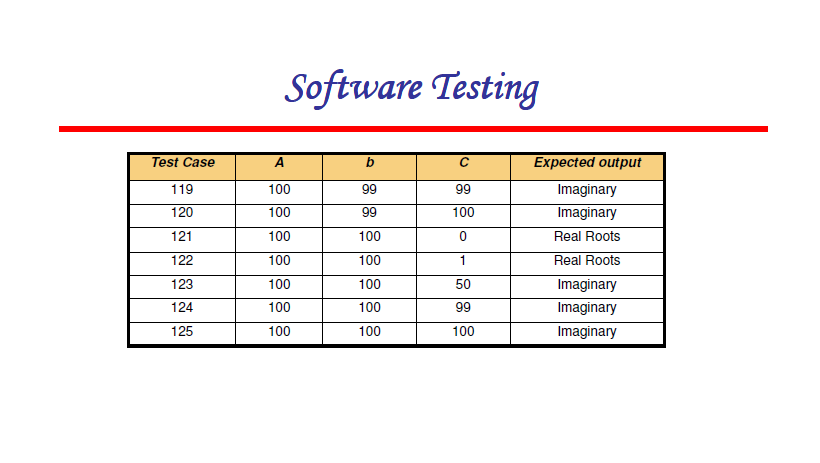 Software Testing
Test Case A b C Expected output
119 100 99 99 Imaginary
120 100 99 100 Imaginary
121 100 100 0 Real Roots
122 100 100 1 Real Roots
123 100 100 50 Imaginary
124 100 100 99 Imaginary
125 100 100 100 Imaginary